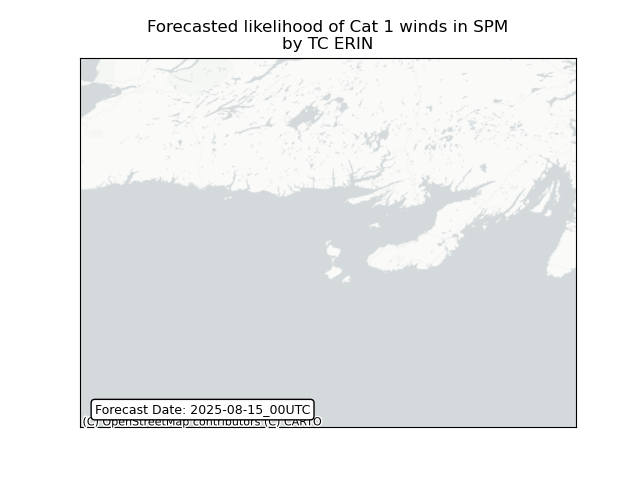 Forecasted likelihood of Cat 1 winds in SPM
by TC ERIN
Forecast Date: 2025-08-15_00UTC
(C) OpenStreetMap contributors (C) CARTO